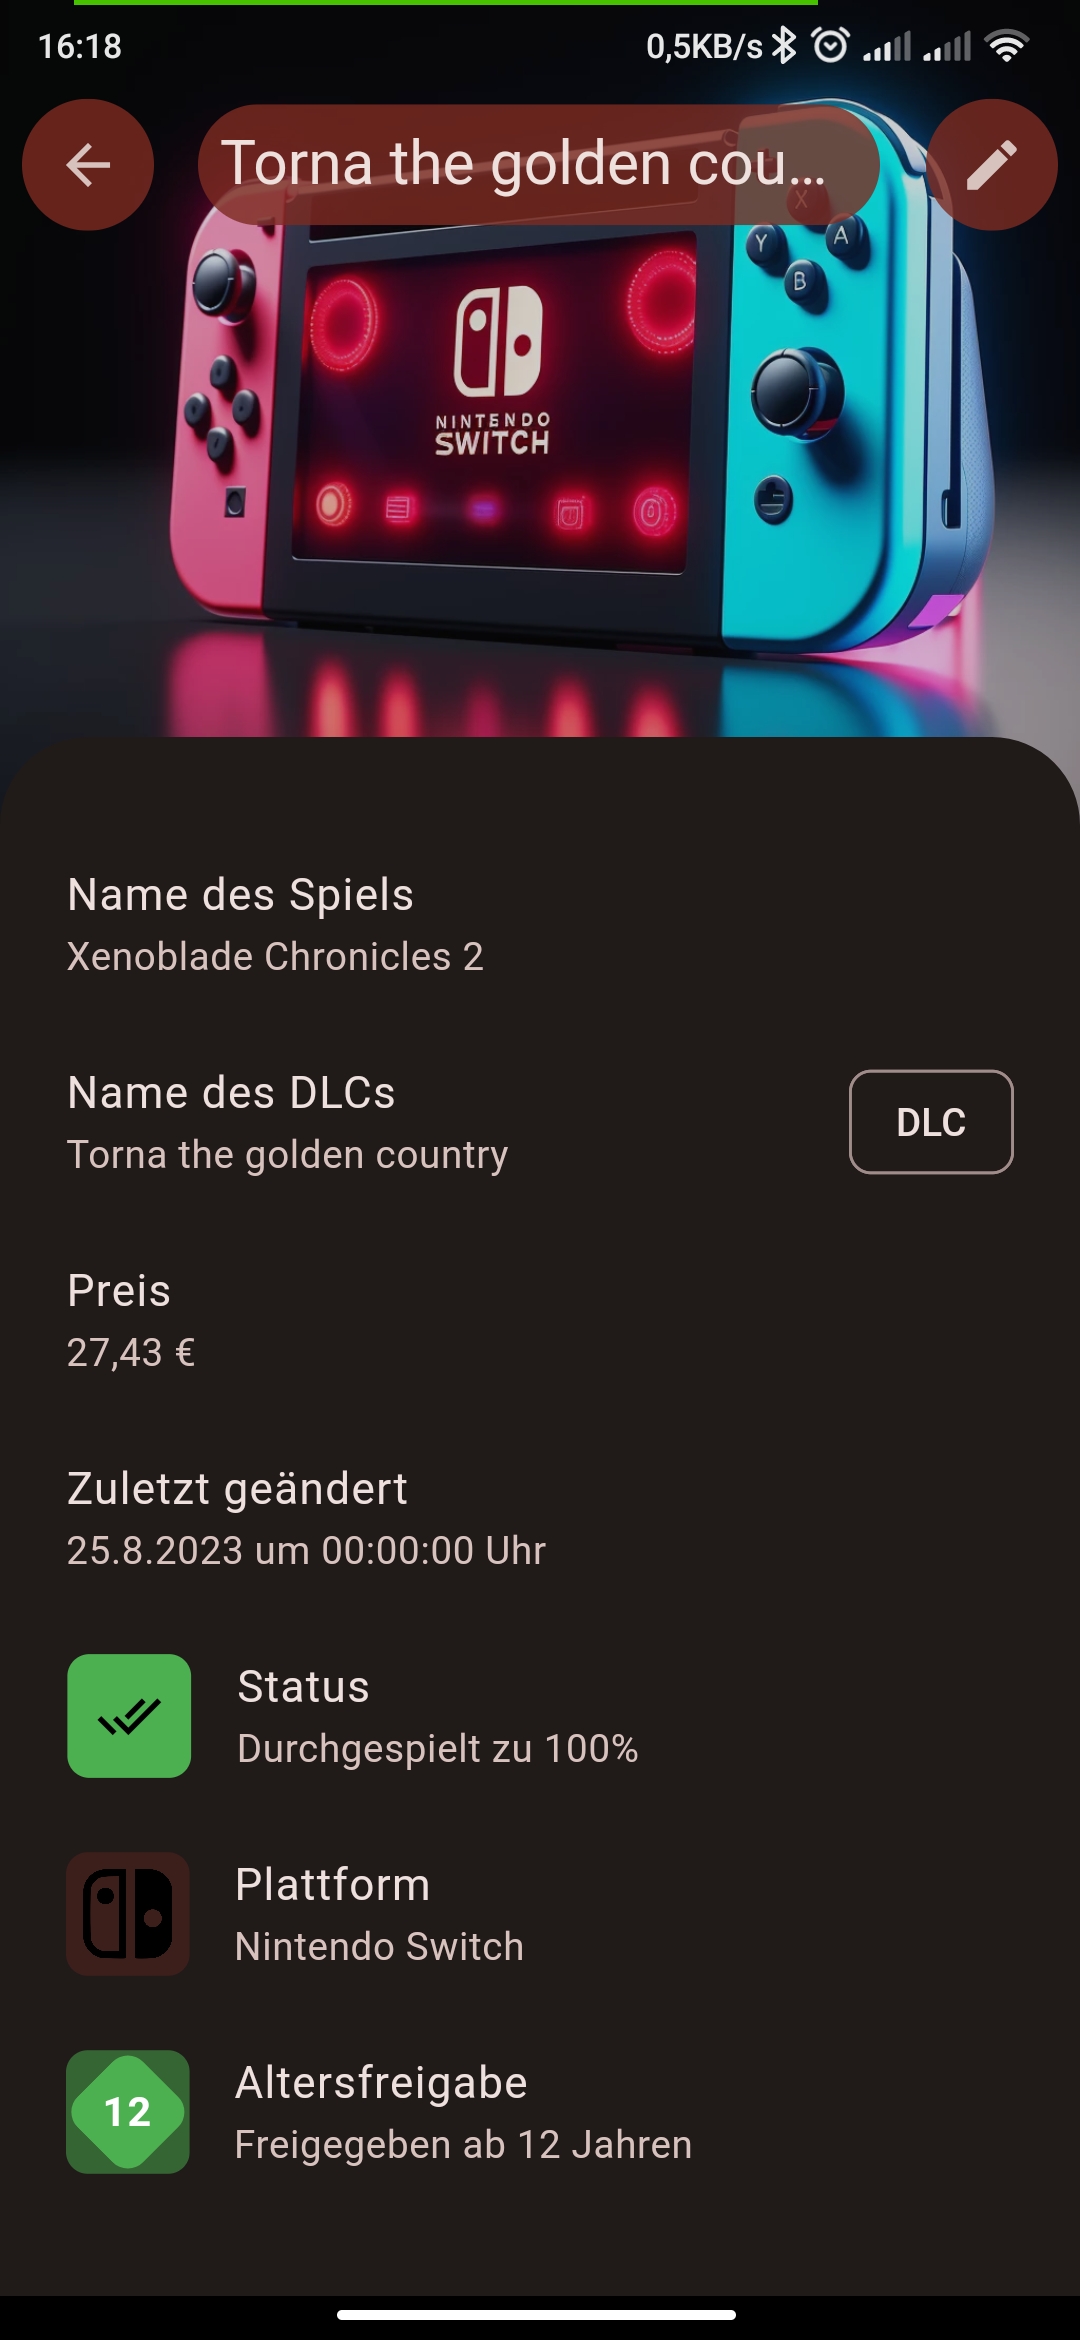 16:18
0,5KB/s
Torna the golden cou...
X
Y
A
B
NINTENDO
SWITCH
Name des Spiels
Xenoblade Chronicles 2
Name des DLCs
Torna the golden country
DLC
Preis
27,43 €
Zuletzt geändert
25.8.2023 um 00:00:00 Uhr
Status
Durchgespielt zu 100%
Plattform
Nintendo Switch
12
Altersfreigabe
Freigegeben ab 12 Jahren